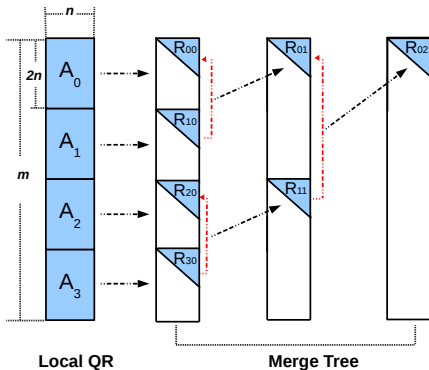 n
R00 R01 R02
2n A0
R10
m A1
R20 R11
A2
R30
A3
Local QR Merge Tree